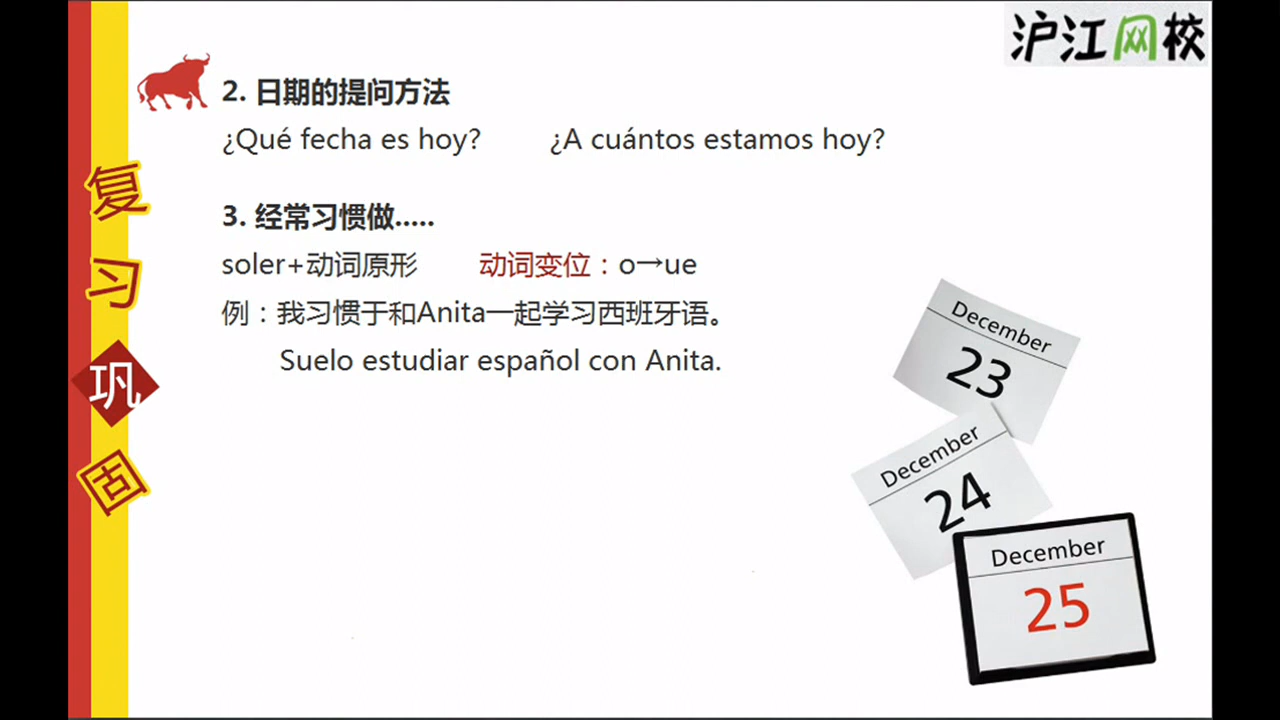 沪江网校
2. 日期的提问方法
¿Qué fecha es hoy? ¿A cuántos estamos hoy?
3. 经常习惯做.....
soler+动词原形 动词变位：o→ue
例：我习惯于和Anita一起学习西班牙语。
Suelo estudiar español con Anita.
复
习
巩
固
December
23
December
24
December
25